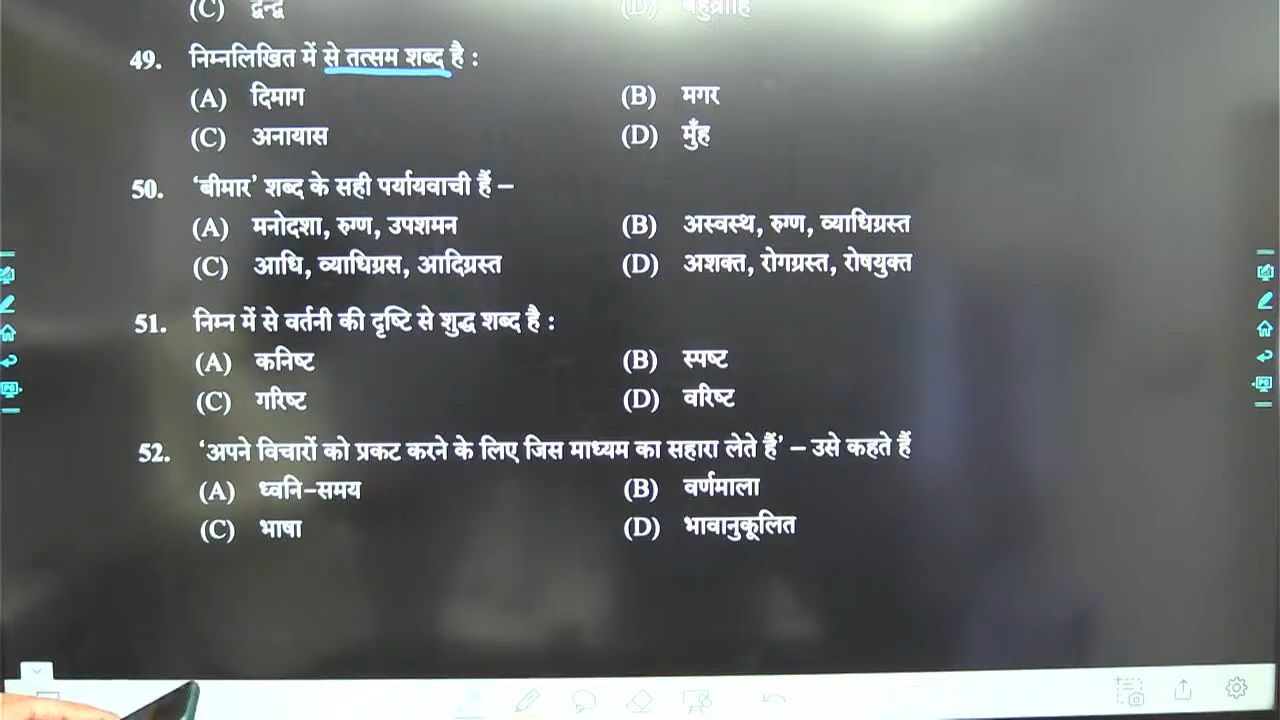 (C) द्वन्द्व (D) बहुव्रीहि
49. निम्नलिखित में से तत्सम शब्द है :
(A) दिमाग (B) मगर
(C) अनायास (D) मुँह
50. ‘बीमार’ शब्द के सही पर्यायवाची हैं –
(A) मनोदशा, रुग्ण, उपशमन (B) अस्वस्थ, रुग्ण, व्याधिग्रस्त
(C) आधि, व्याधिग्रस, आदिग्रस्त (D) अशक्त, रोगग्रस्त, रोषयुक्त
51. निम्न में से वर्तनी की दृष्टि से शुद्ध शब्द है :
(A) कनिष्ट (B) स्पष्ट
(C) गरिष्ट (D) वरिष्ट
52. ‘अपने विचारों को प्रकट करने के लिए जिस माध्यम का सहारा लेते हैं’ – उसे कहते हैं
(A) ध्वनि-समय (B) वर्णमाला
(C) भाषा (D) भावानुकूलित